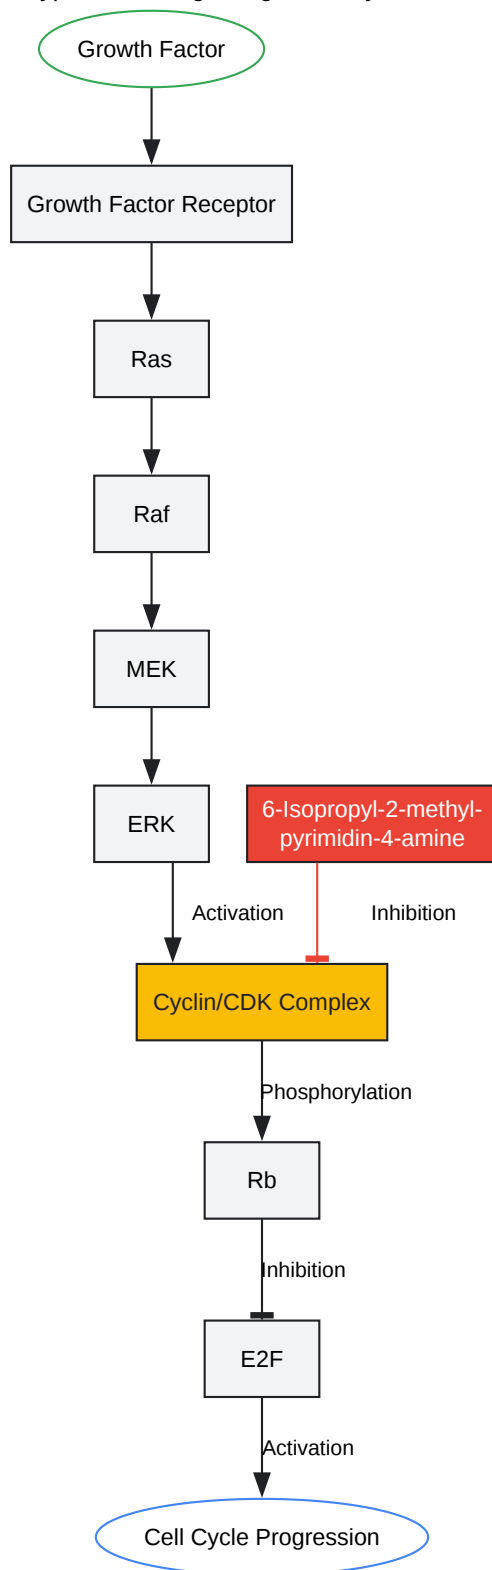 Growth Factor
Growth Factor Receptor
Ras
Raf
MEK
ERK
6-Isopropyl-2-methyl-
pyrimidin-4-amine
Activation
Inhibition
Cyclin/CDK Complex
Phosphorylation
Rb
Inhibition
E2F
Activation
Cell Cycle Progression